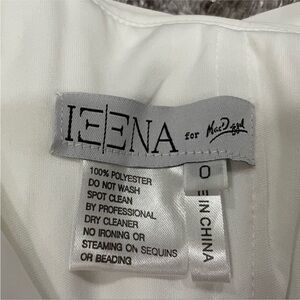 IEENA for Mac Duggal
100% POLYESTER
DO NOT WASH
SPOT CLEAN
BY PROFESSIONAL
DRY CLEANER
NO IRONING OR
STEAMING ON SEQUINS
OR BEADING
0
E IN CHINA